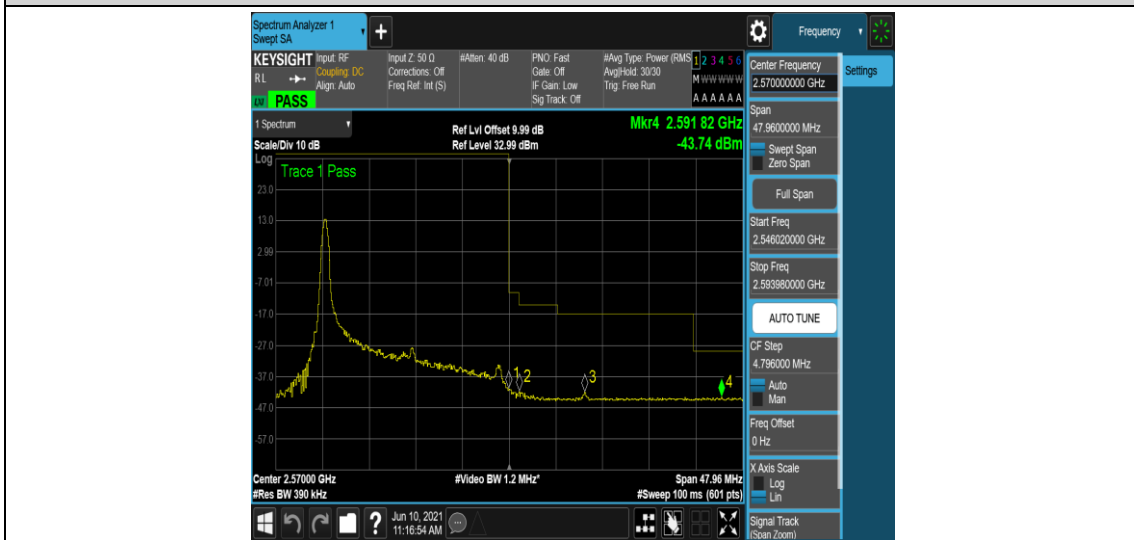 Spectrum Analyzer 1
Swept SA
Frequency
KEYSIGHT
RL
PASS
Input: RF
Coupling: DC
Align: Auto
Input Z: 50 Ω
Corrections: Off
Freq Ref: Int (S)
#Atten: 40 dB
PNO: Fast
Gate: Off
IF Gain: Low
Sig Track: Off
#Avg Type: Power (RMS
Avg|Hold: 30/30
Trig: Free Run
1 2 3 4 5 6
M W W W W W
A A A A A A
1 Spectrum
Scale/Div 10 dB
Ref Lvl Offset 9.99 dB
Ref Level 32.99 dBm
Mkr4 2.591 82 GHz
-43.74 dBm
Log
Trace 1 Pass
23.0
13.0
2.99
-7.01
-17.0
-27.0
-37.0
-47.0
-57.0
1
2
3
4
Center 2.57000 GHz
#Res BW 390 kHz
#Video BW 1.2 MHz*
Span 47.96 MHz
#Sweep 100 ms (601 pts)
Jun 10, 2021
11:16:54 AM
Center Frequency
2.570000000 GHz
Settings
Span
47.9600000 MHz
Swept Span
Zero Span
Full Span
Start Freq
2.546020000 GHz
Stop Freq
2.593980000 GHz
AUTO TUNE
CF Step
4.796000 MHz
Auto
Man
Freq Offset
0 Hz
X Axis Scale
Log
Lin
Signal Track
(Span Zoom)